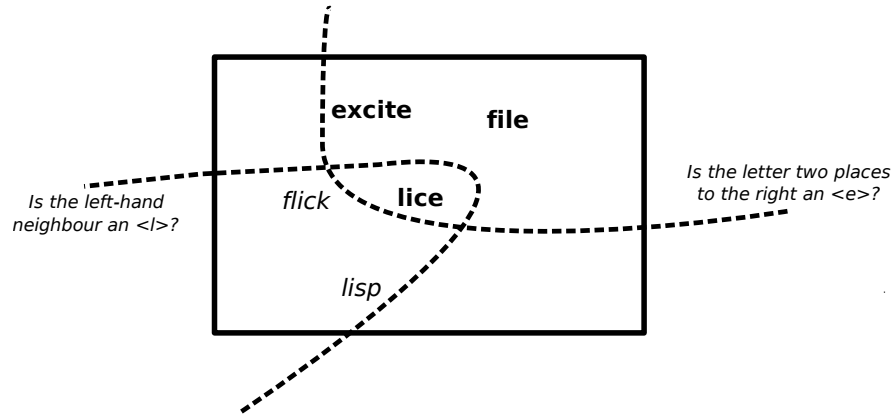 excite
file
Is the letter two places
to the right an <e>?
Is the left-hand
neighbour an <l>?
flick
lice
lisp